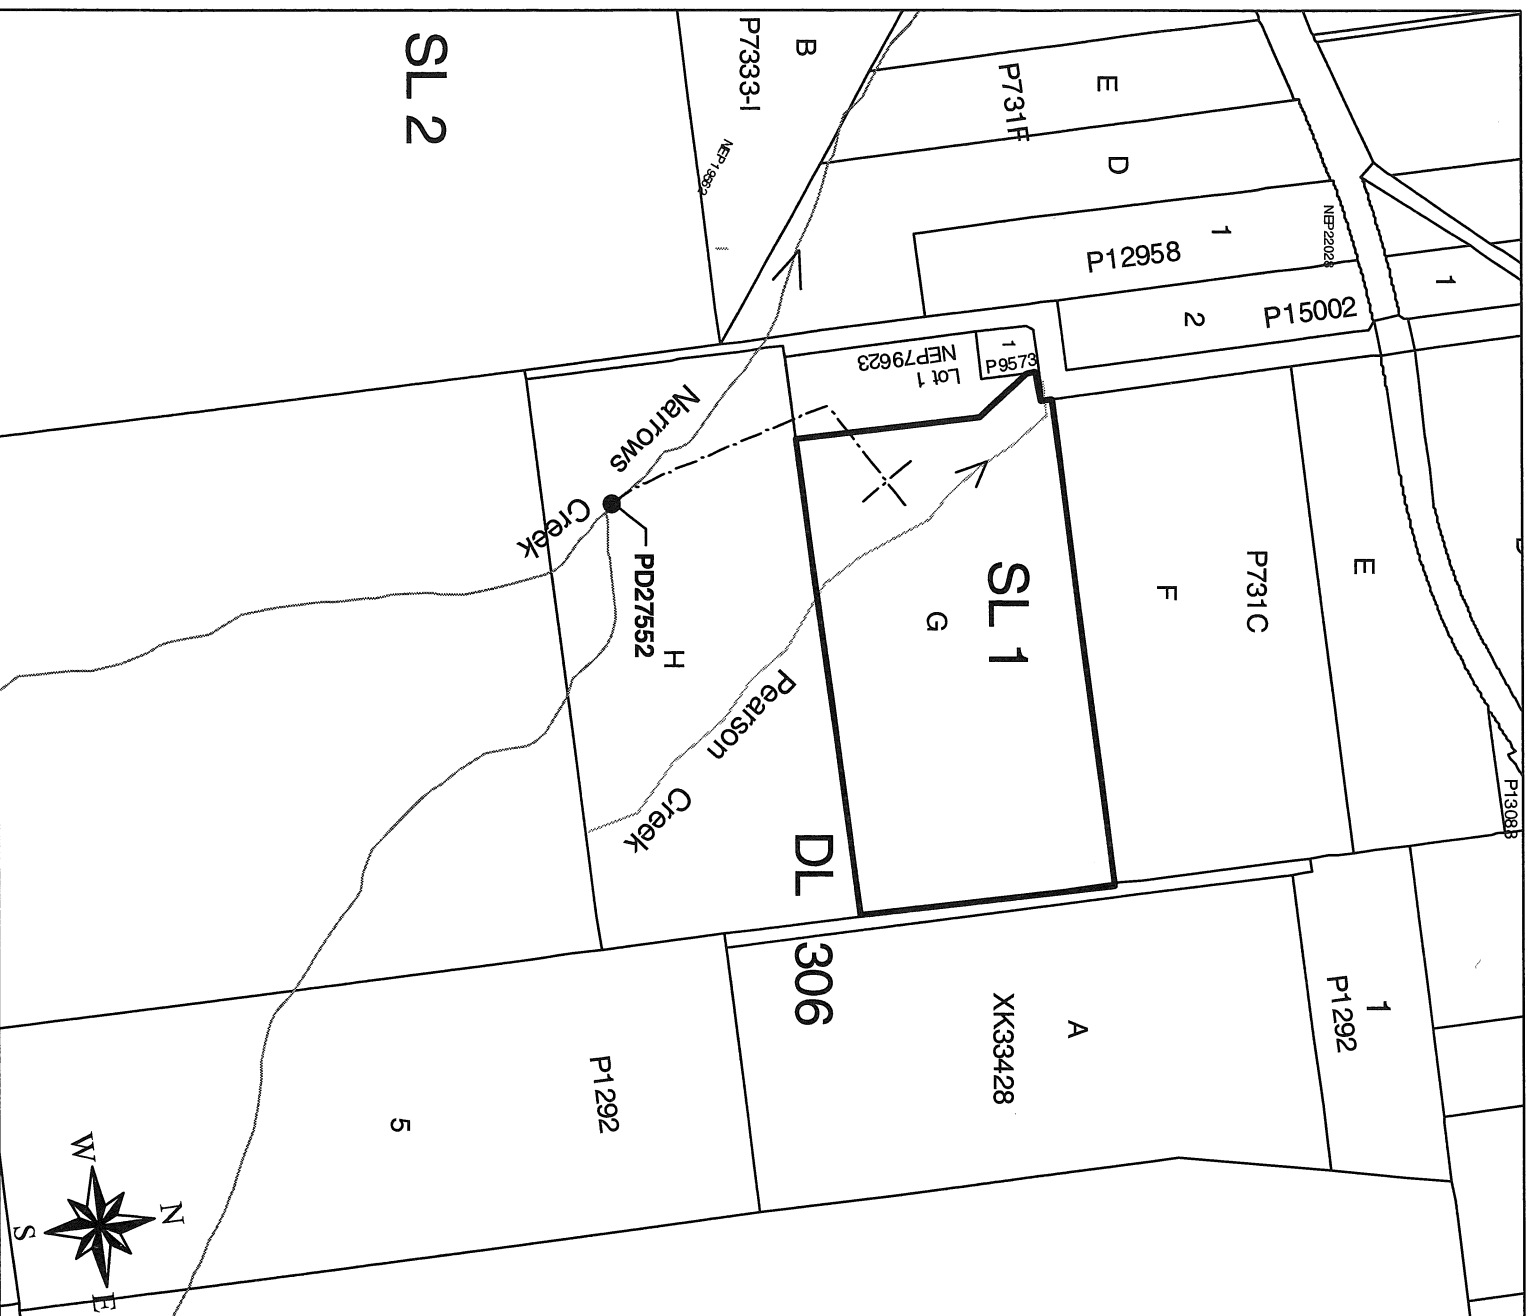 SL 2
B
P7333-I
NEP19562
E
P731F
D
1
P12958
NEP22028
2
P15002
1
1
P9573
Lot 1
NEP79623
Narrows
Creek
PD27552
H
Pearson
Creek
SL 1
G
F
P731C
E
P13083
DL 306
A
XK33428
1
P1292
P1292
5
N
W
S
E